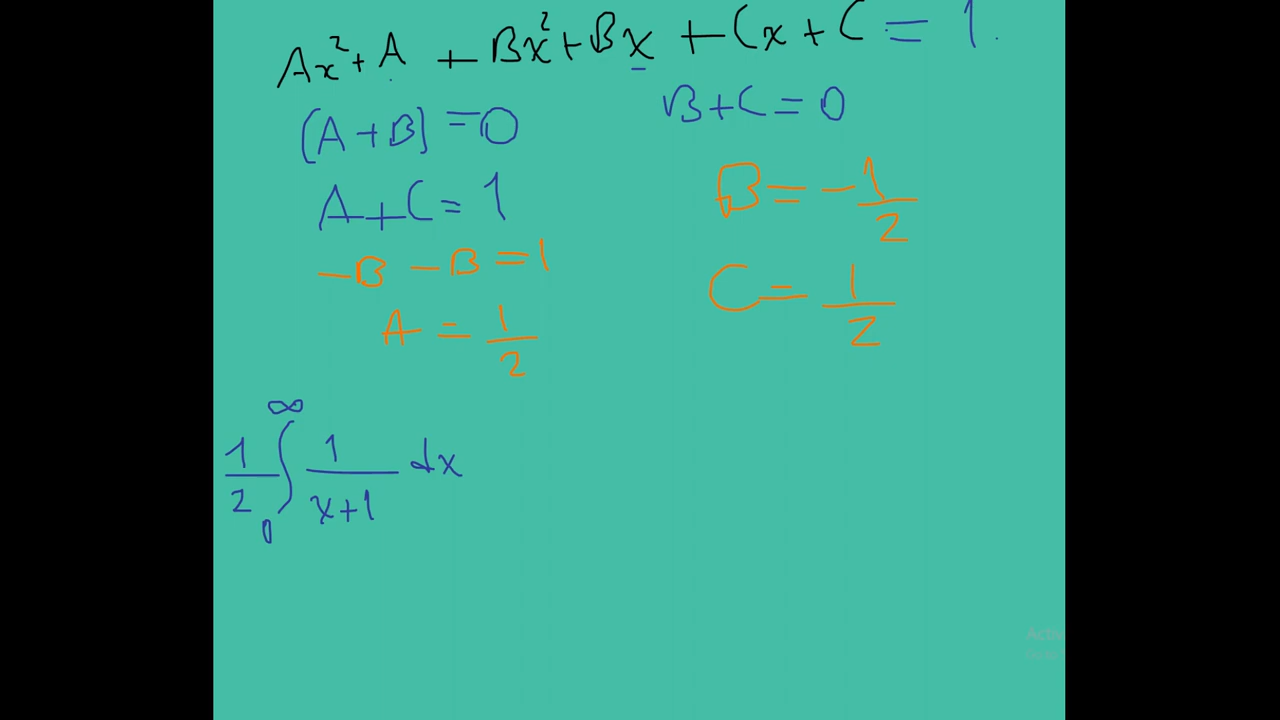 Ax² + A + Bx² + Bx + Cx + C = 1
(A + B) = 0
B + C = 0
A + C = 1
B = -1/2
-B - B = 1
C = 1/2
A = 1/2
1/2 ∫₀^∞ 1/(x+1) dx